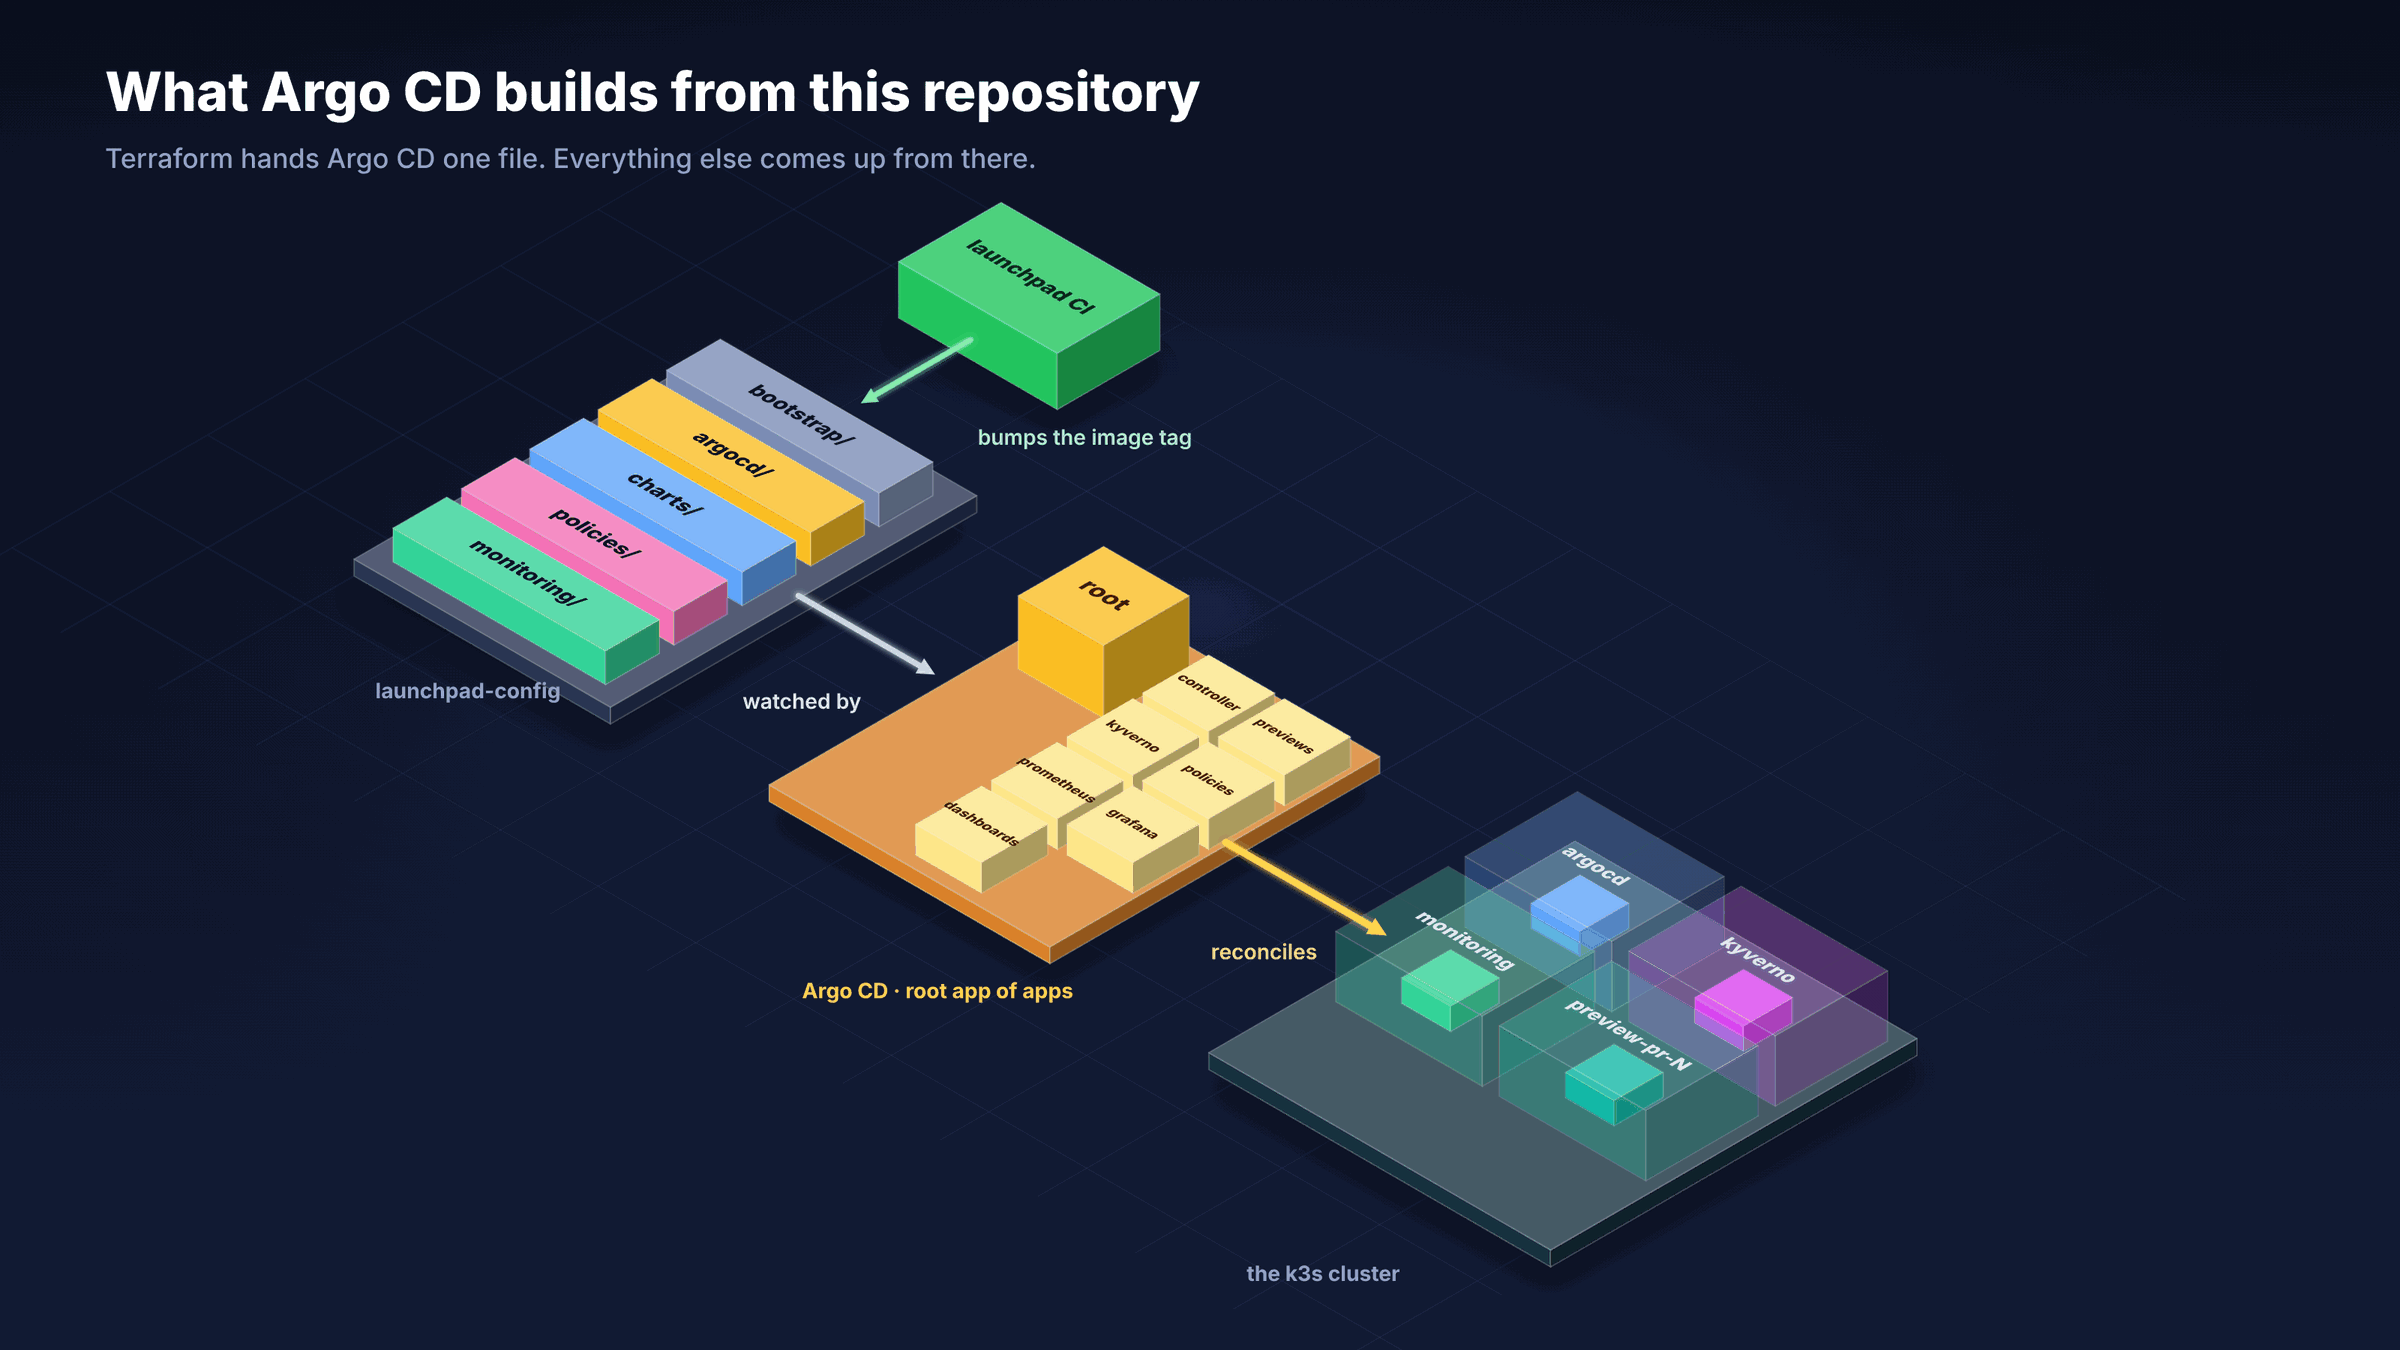 What Argo CD builds from this repository
Terraform hands Argo CD one file. Everything else comes up from there.
launchpad CI
bumps the image tag
bootstrap/
argocd/
charts/
policies/
monitoring/
launchpad-config
watched by
root
controller
previews
kyverno
policies
prometheus
grafana
dashboards
Argo CD · root app of apps
reconciles
argocd
monitoring
kyverno
preview-pr-N
the k3s cluster